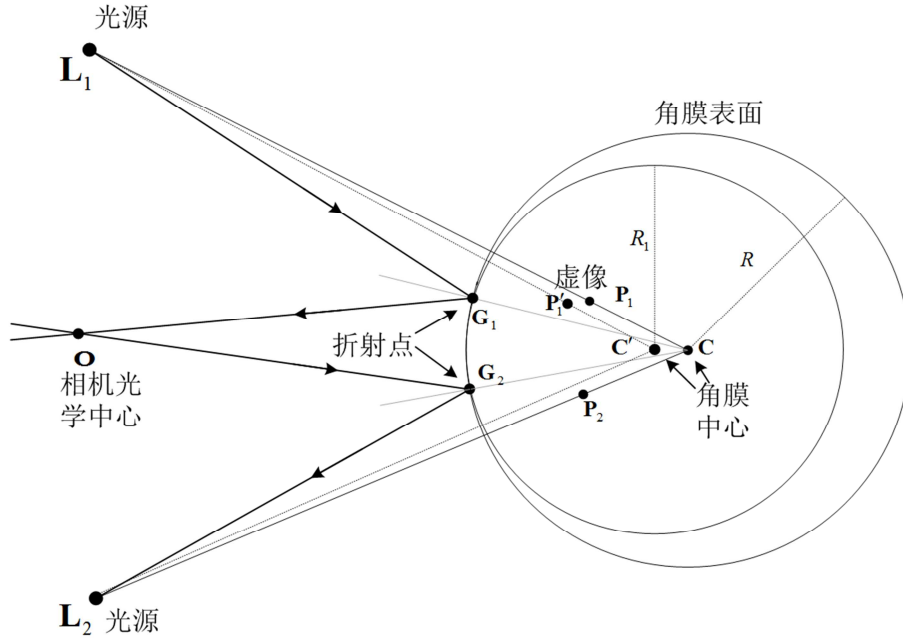 光源
L₁
角膜表面
R₁
R
虚像
P₁′
P₁
G₁
折射点
C′
C
O
G₂
相机光
学中心
角膜
中心
P₂
L₂
光源